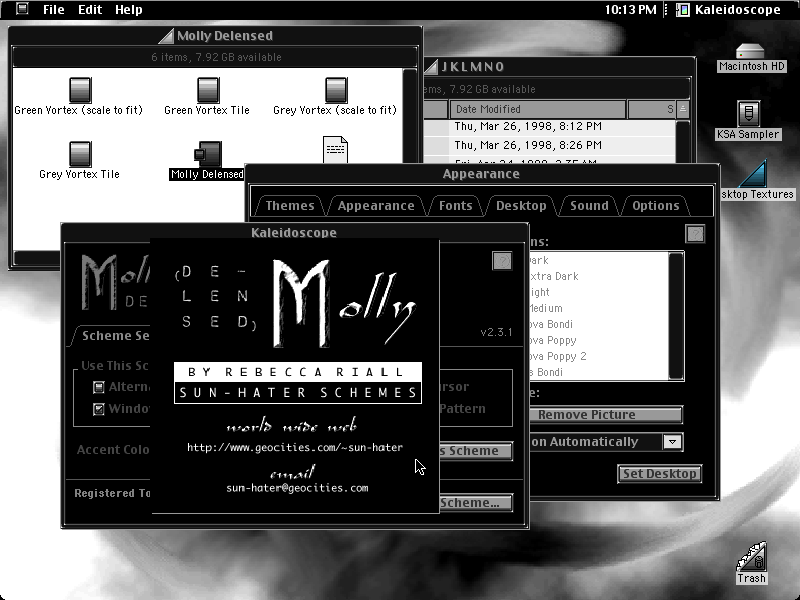 File Edit Help
10:13 PM
Kaleidoscope
Molly Delensed
6 items, 7.92 GB available
Green Vortex (scale to fit)
Green Vortex Tile
Grey Vortex (scale to fit)
Grey Vortex Tile
Molly Delensed
JKLMNO
ems, 7.92 GB available
Date Modified
S
Thu, Mar 26, 1998, 8:12 PM
Thu, Mar 26, 1998, 8:26 PM
Macintosh HD
KSA Sampler
sktop Textures
Trash
Appearance
Themes Appearance Fonts Desktop Sound Options
ns:
ark
xtra Dark
ight
Medium
ova Bondi
ova Poppy
ova Poppy 2
s Bondi
e:
Remove Picture
on Automatically
Set Desktop
Kaleidoscope
Mol
DE
v2.3.1
Scheme Se
Use This Sc
Altern
Windo
ursor
Pattern
Accent Colo
s Scheme
Registered To
Scheme...
(DE-
LEN
SED)
Molly
BY REBECCA RIALL
SUN-HATER SCHEMES
world wide web
http://www.geocities.com/~sun-hater
email
sun-hater@geocities.com